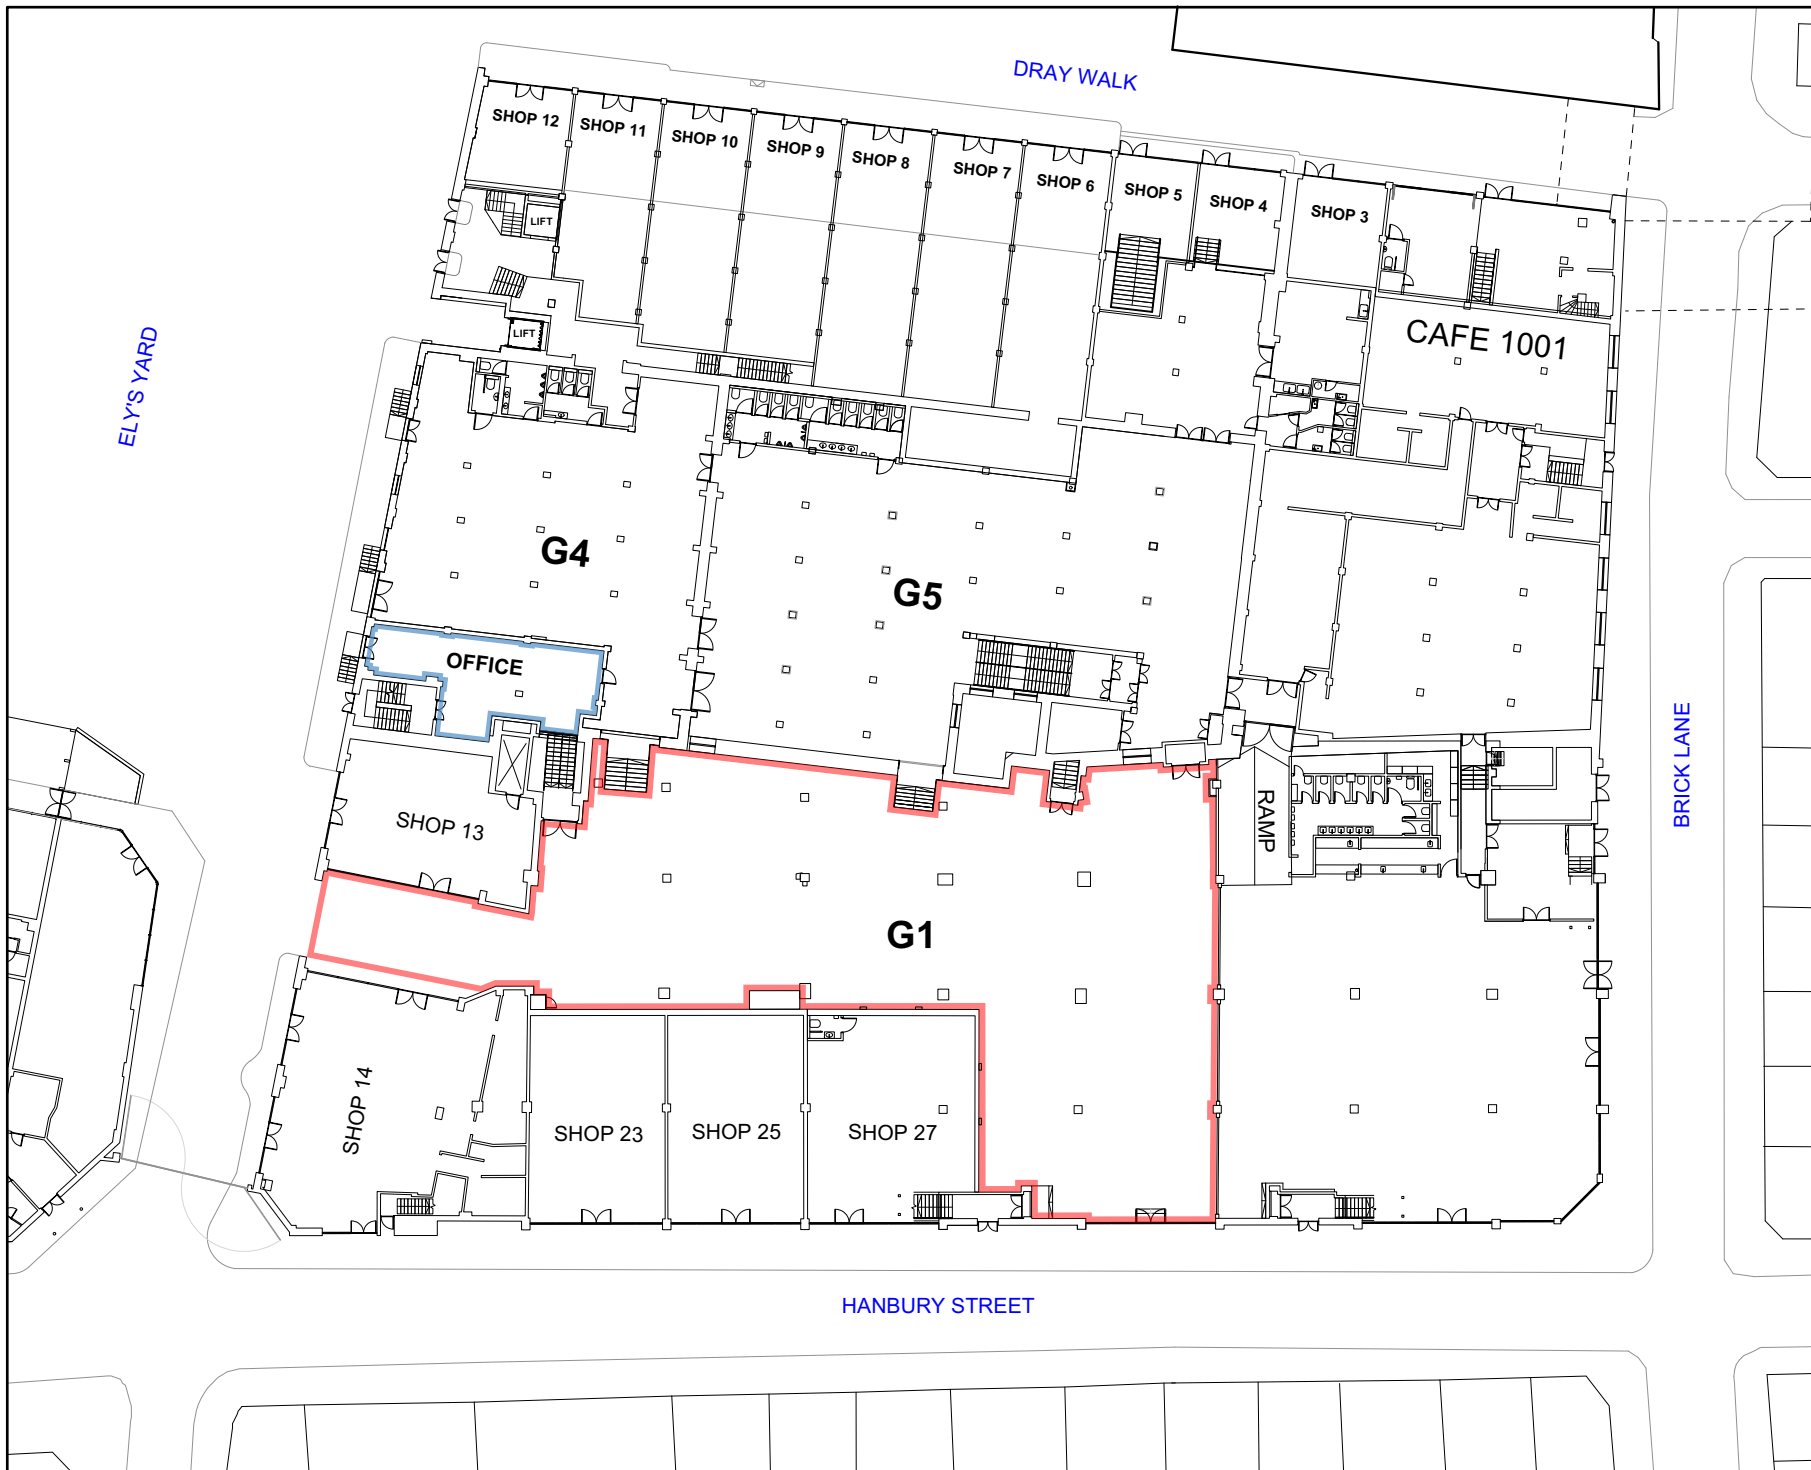 DRAY WALK
SHOP 12
SHOP 11
SHOP 10
SHOP 9
SHOP 8
SHOP 7
SHOP 6
SHOP 5
SHOP 4
SHOP 3
LIFT
LIFT
CAFE 1001
ELY'S YARD
G4
G5
OFFICE
BRICK LANE
SHOP 13
RAMP
G1
SHOP 14
SHOP 23
SHOP 25
SHOP 27
HANBURY STREET